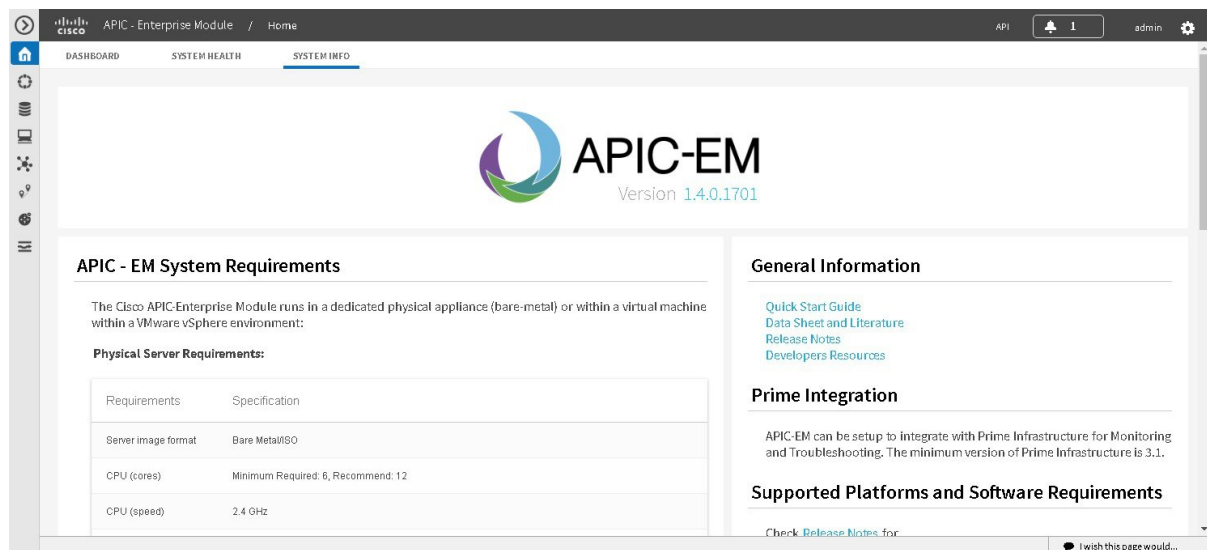 cisco APIC - Enterprise Module / Home API 1 admin
DASHBOARD SYSTEM HEALTH SYSTEM INFO
APIC-EM
Version 1.4.0.1701
APIC - EM System Requirements
The Cisco APIC-Enterprise Module runs in a dedicated physical appliance (bare-metal) or within a virtual machine
within a VMware vSphere environment:
Physical Server Requirements:
Requirements Specification
Server image format Bare Metal/ISO
CPU (cores) Minimum Required: 6, Recommend: 12
CPU (speed) 2.4 GHz
General Information
Quick Start Guide
Data Sheet and Literature
Release Notes
Developers Resources
Prime Integration
APIC-EM can be setup to integrate with Prime Infrastructure for Monitoring
and Troubleshooting. The minimum version of Prime Infrastructure is 3.1.
Supported Platforms and Software Requirements
Check Release Notes for
I wish this page would...